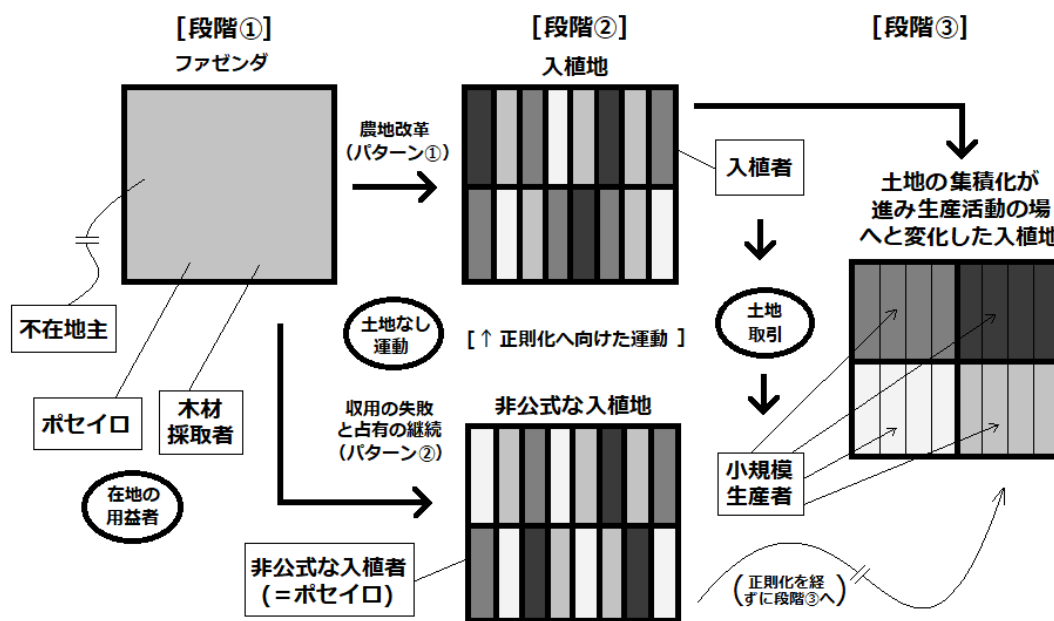 [段階①]
ファゼンダ
[段階②]
入植地
[段階③]
農地改革
(パターン①)
入植者
土地の集積化が
進み生産活動の場
へと変化した入植地
不在地主
土地なし
運動
[ ↑ 正則化へ向けた運動 ]
土地
取引
ポセイロ
木材
採取者
収用の失敗
と占有の継続
(パターン②)
非公式な入植地
小規模
生産者
在地の
用益者
非公式な入植者
(=ポセイロ)
(正則化を経
ずに段階③へ)